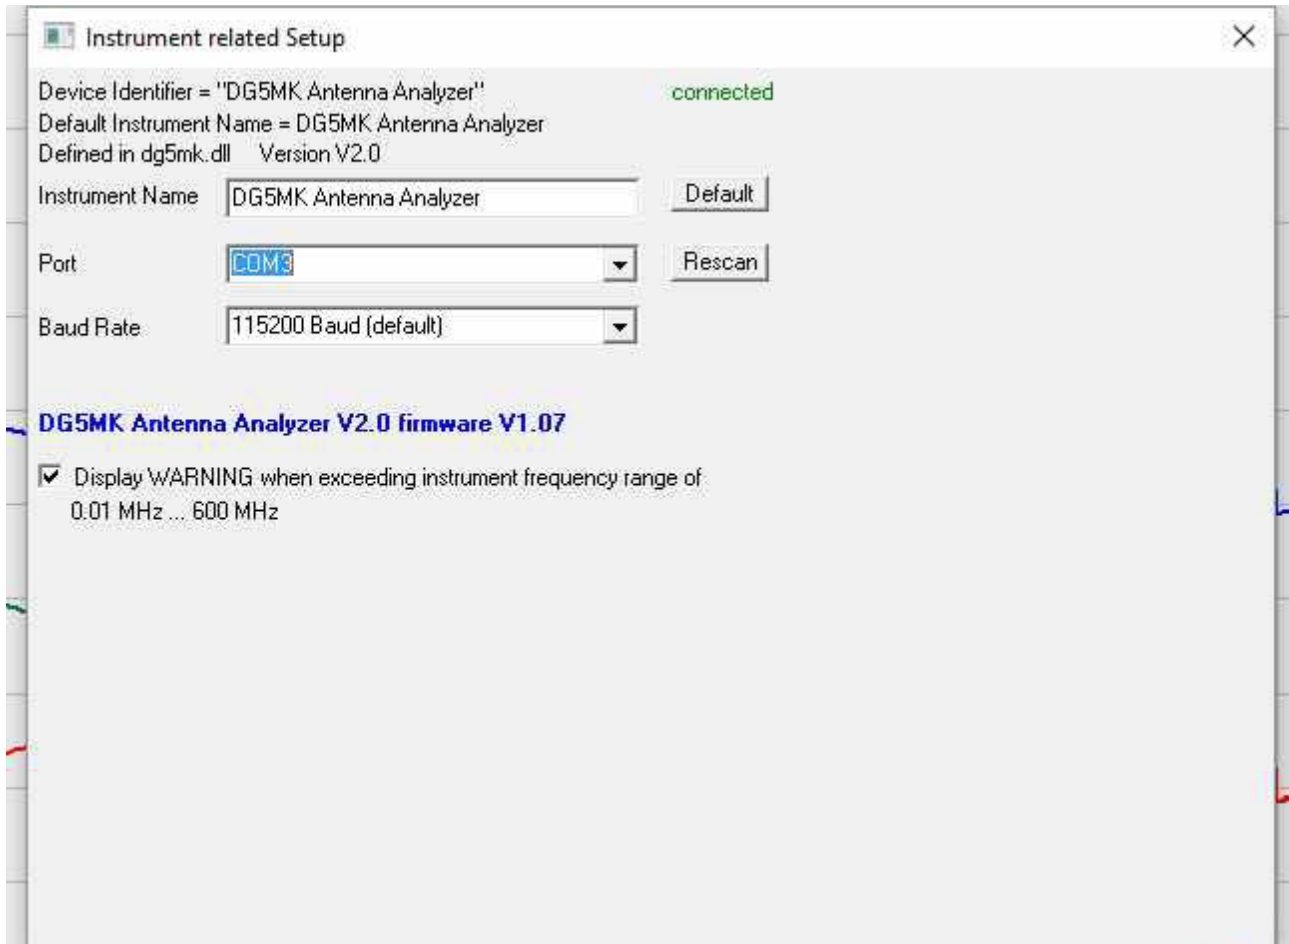 Instrument related Setup
Device Identifier = "DG5MK Antenna Analyzer" connected
Default Instrument Name = DG5MK Antenna Analyzer
Defined in dg5mk.dll Version V2.0
Instrument Name DG5MK Antenna Analyzer Default
Port COM3 Rescan
Baud Rate 115200 Baud (default)
DG5MK Antenna Analyzer V2.0 firmware V1.07
Display WARNING when exceeding instrument frequency range of
0.01 MHz ... 600 MHz